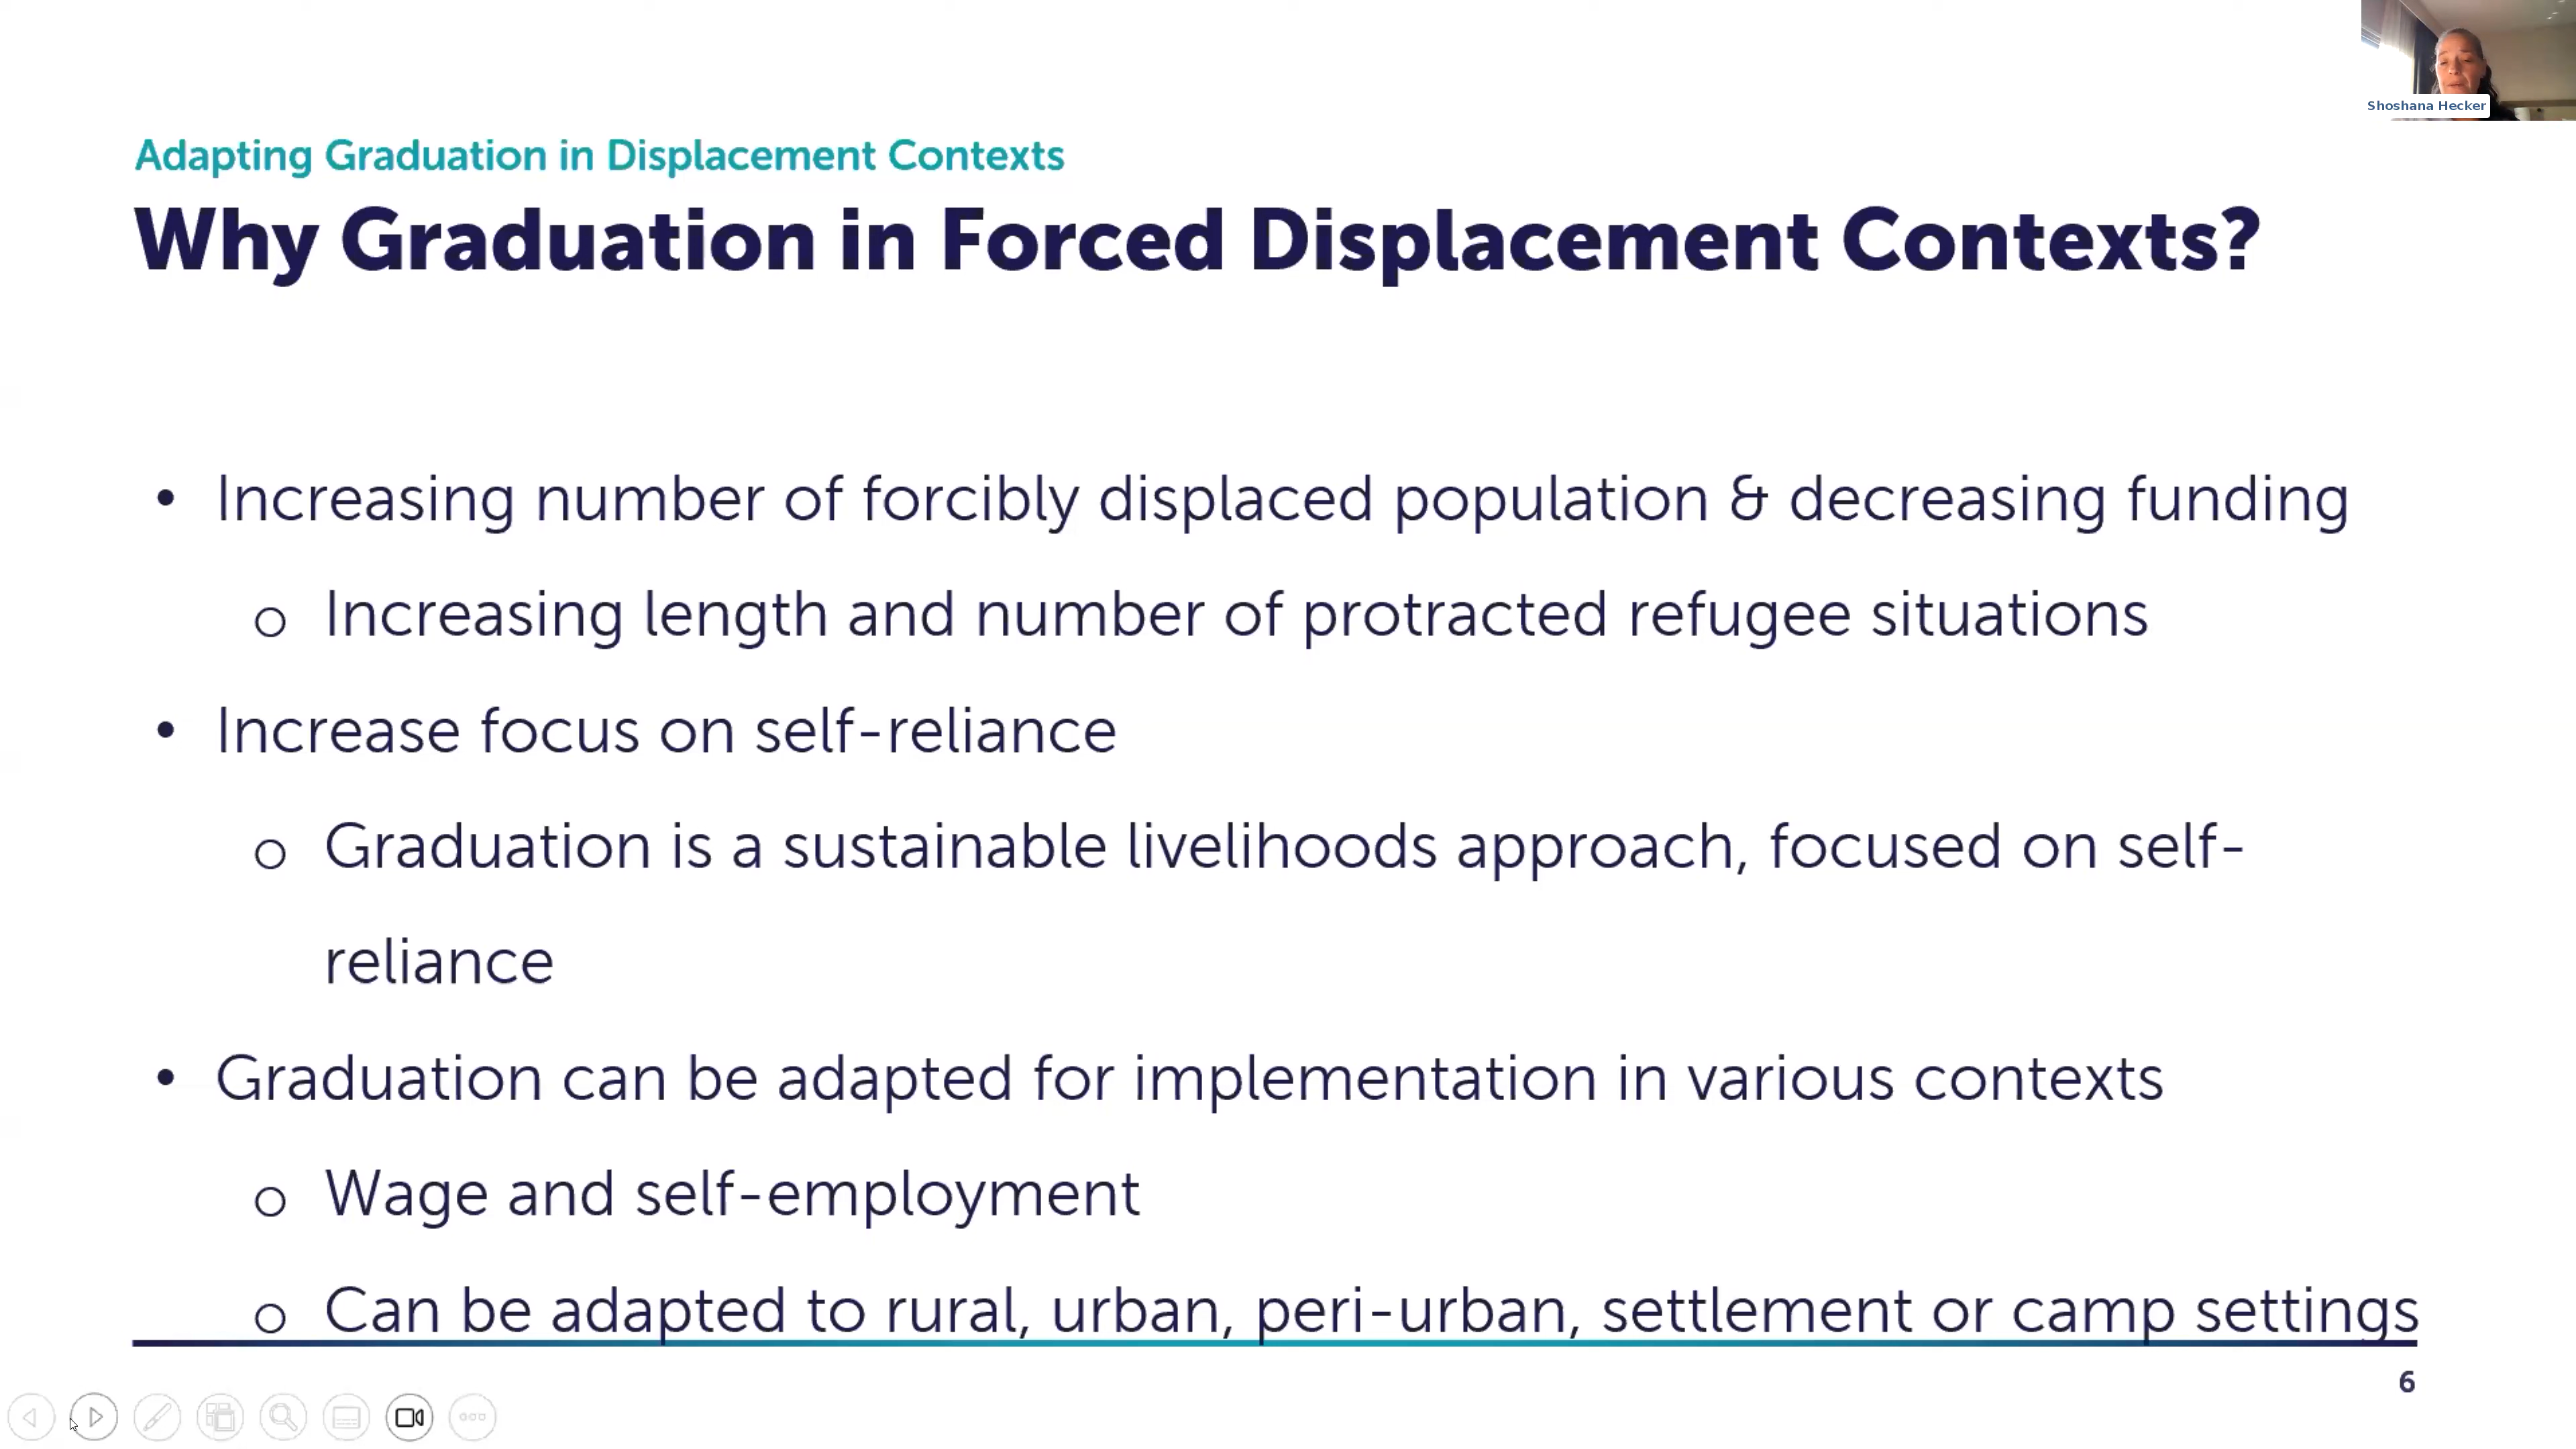 Shoshana Hecker
Adapting Graduation in Displacement Contexts
Why Graduation in Forced Displacement Contexts?
• Increasing number of forcibly displaced population & decreasing funding
o Increasing length and number of protracted refugee situations
• Increase focus on self-reliance
o Graduation is a sustainable livelihoods approach, focused on self-
reliance
• Graduation can be adapted for implementation in various contexts
o Wage and self-employment
o Can be adapted to rural, urban, peri-urban, settlement or camp settings
6